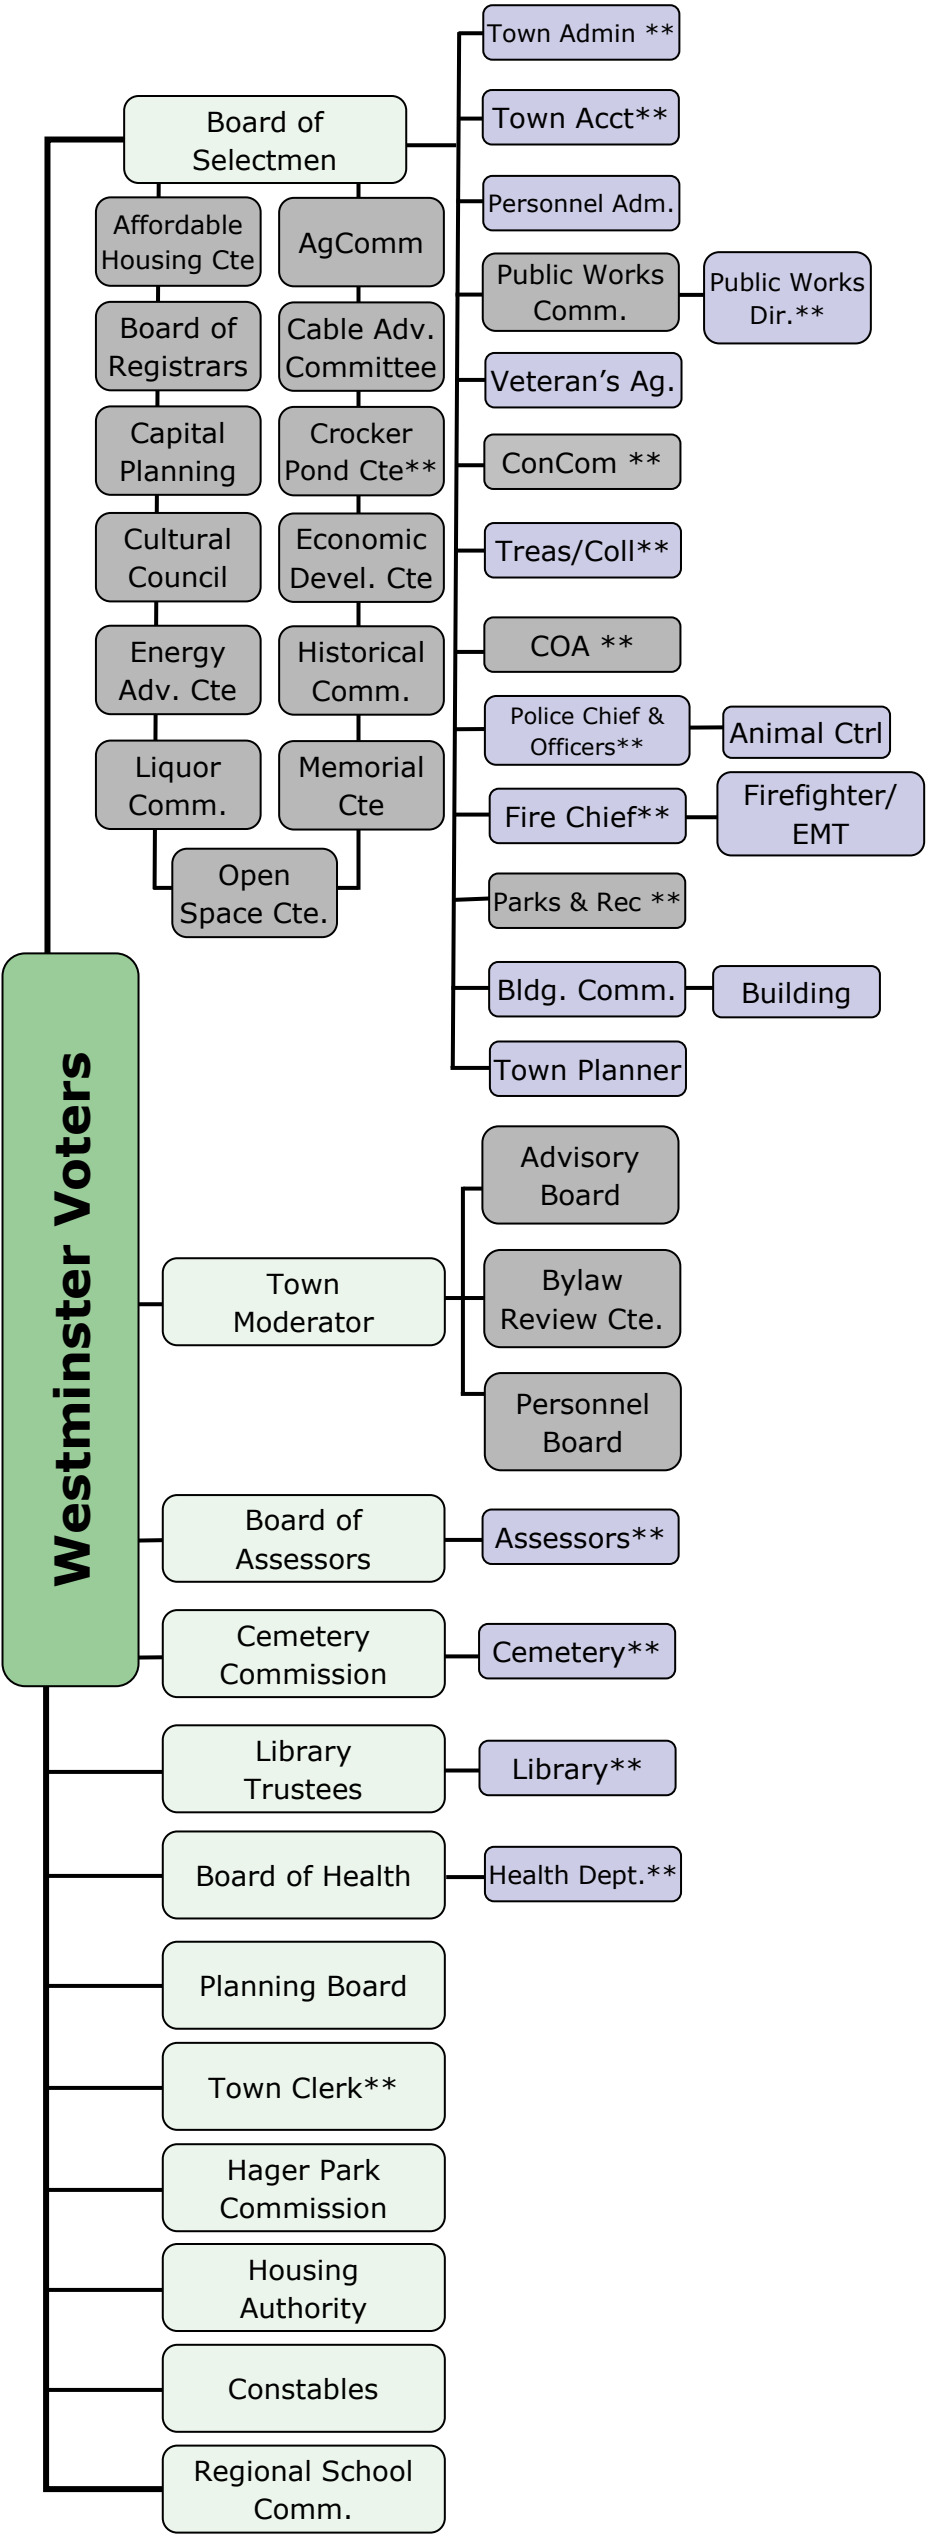 Town Admin **
Town Acct**
Personnel Adm.
Public Works
Comm.
Public Works
Dir.**
Veteran’s Ag.
ConCom **
Treas/Coll**
COA **
Police Chief &
Officers**
Animal Ctrl
Fire Chief**
Firefighter/
EMT
Parks & Rec **
Bldg. Comm.
Building
Town Planner
Board of
Selectmen
Affordable
Housing Cte
AgComm
Board of
Registrars
Cable Adv.
Committee
Capital
Planning
Crocker
Pond Cte**
Cultural
Council
Economic
Devel. Cte
Energy
Adv. Cte
Historical
Comm.
Liquor
Comm.
Memorial
Cte
Open
Space Cte.
Westminster Voters
Town
Moderator
Advisory
Board
Bylaw
Review Cte.
Personnel
Board
Board of
Assessors
Assessors**
Cemetery
Commission
Cemetery**
Library
Trustees
Library**
Board of Health
Health Dept.**
Planning Board
Town Clerk**
Hager Park
Commission
Housing
Authority
Constables
Regional School
Comm.